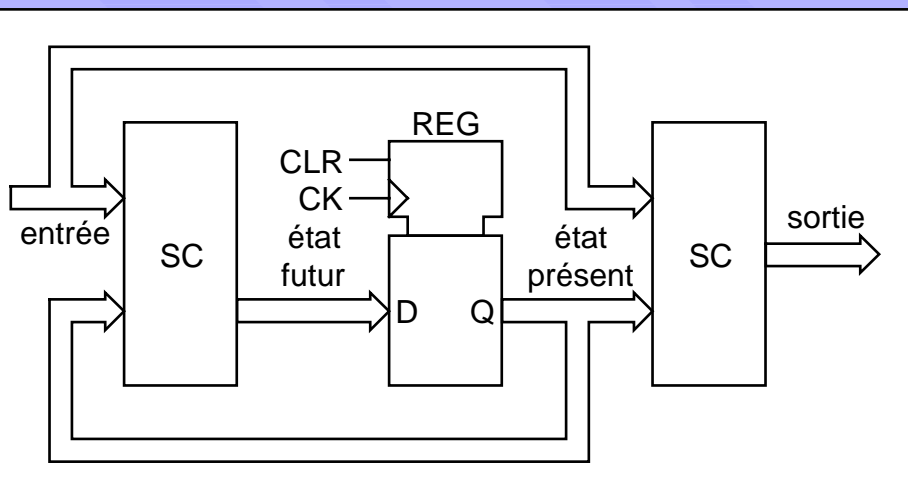 REG
CLR
CK
entrée
SC
état
futur
D
Q
état
présent
SC
sortie